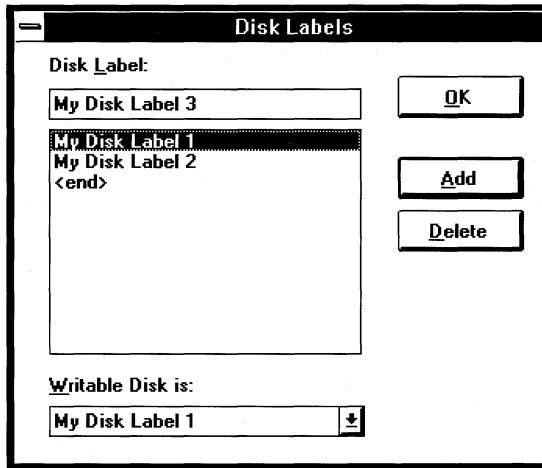 Disk Labels
Disk Label:
My Disk Label 3
OK
My Disk Label 1
My Disk Label 2
<end>
Add
Delete
Writable Disk is:
My Disk Label 1